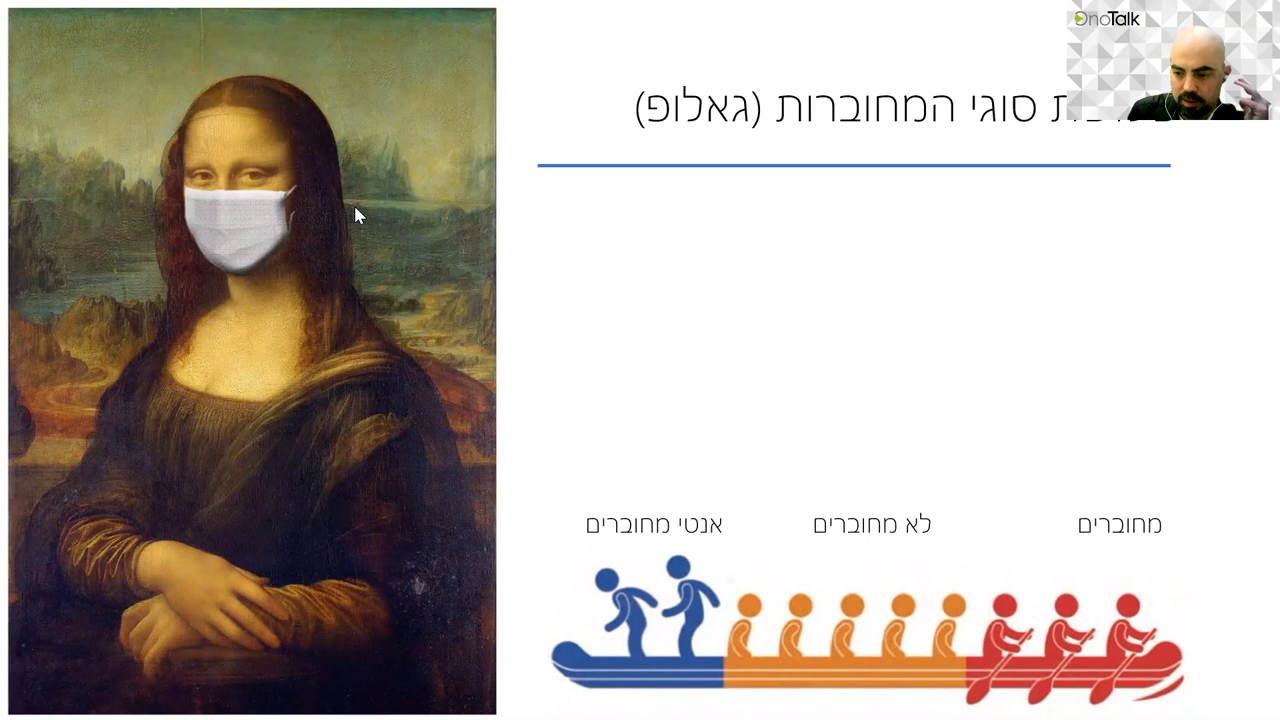 OnoTalk
סוגי המחוברות (גאלופ)
מחוברים
לא מחוברים
אנטי מחוברים